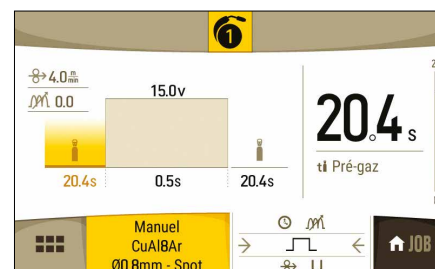 1
4.0 m/min
0.0
15.0v
20.4s
0.5s
20.4s
20.4 s
ti Pré-gaz
Manuel
CuAl8Ar
Ø0.8mm - Spot
JOB